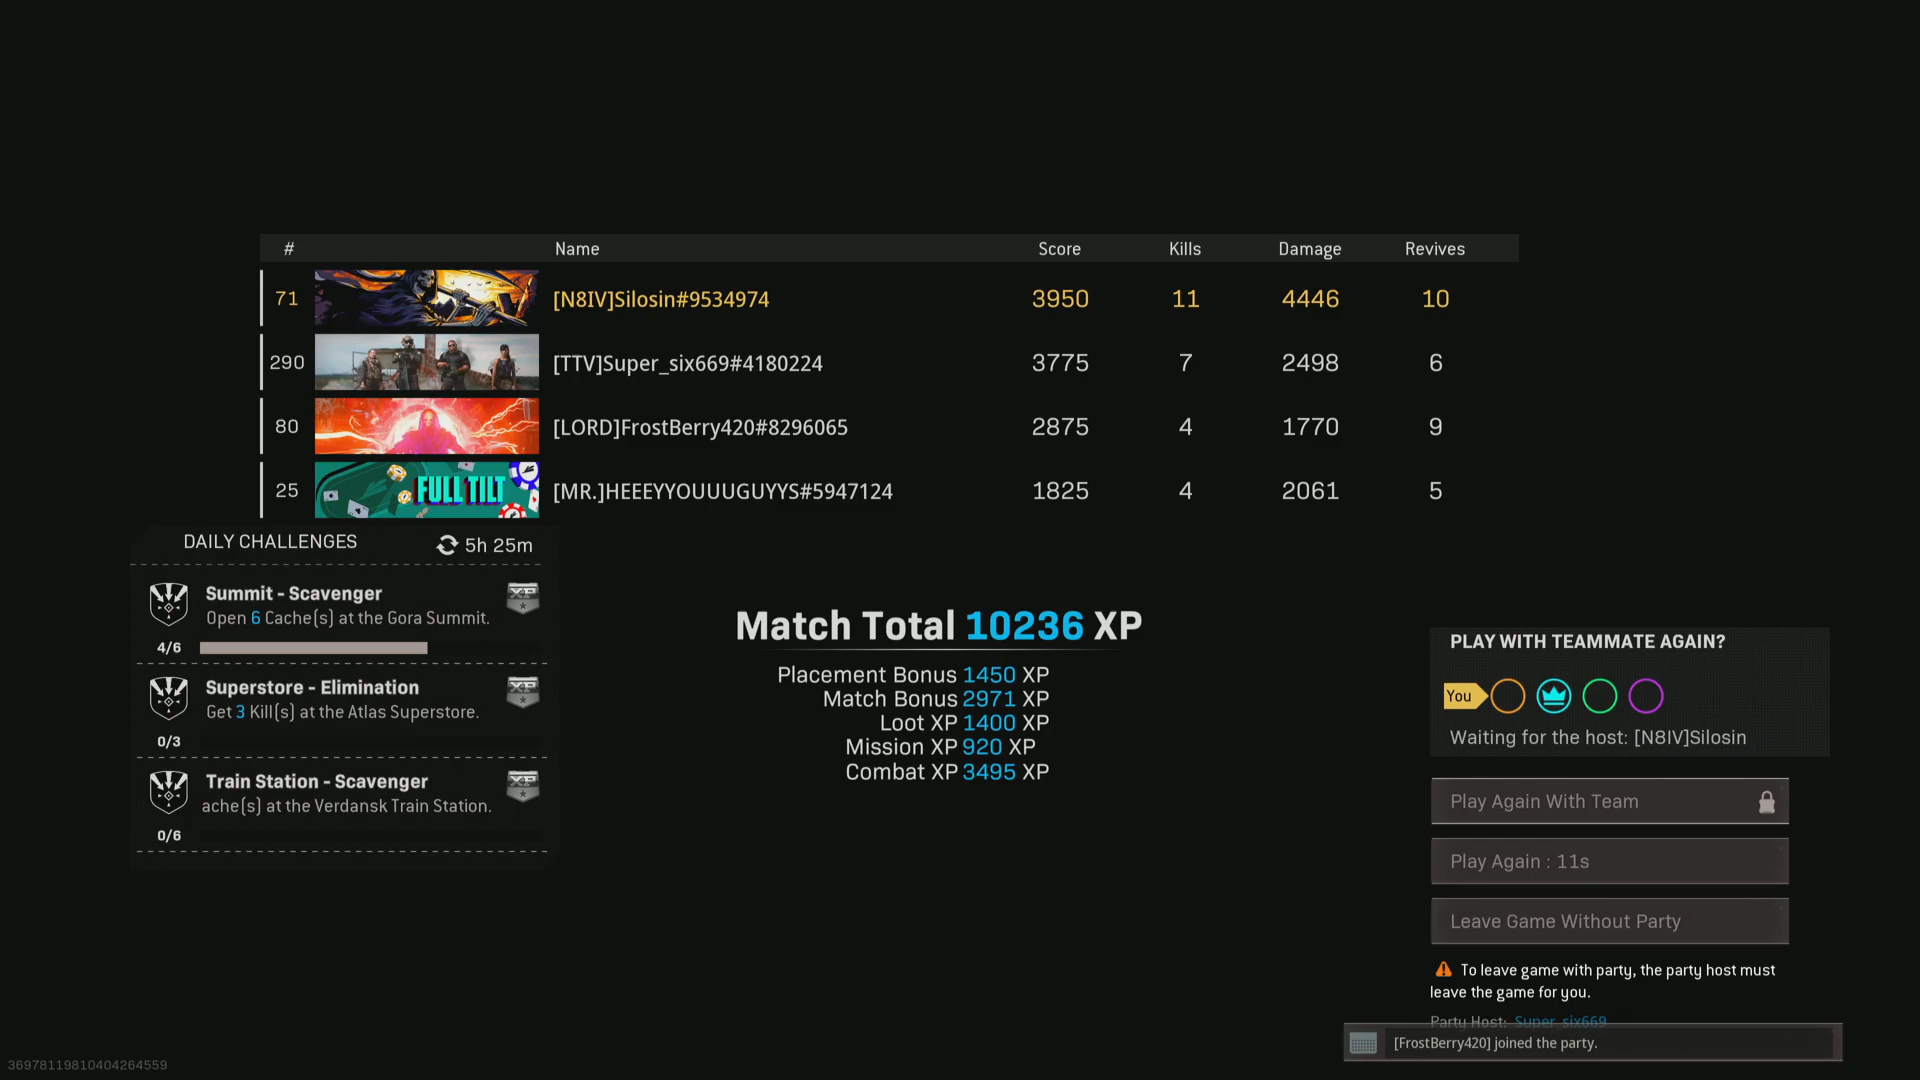 # Name Score Kills Damage Revives
71 [N8IV]Silosin#9534974 3950 11 4446 10
290 [TTV]Super_six669#4180224 3775 7 2498 6
80 [LORD]FrostBerry420#8296065 2875 4 1770 9
25 FULL TILT [MR.]HEEEYYOUUUGUYYS#5947124 1825 4 2061 5
DAILY CHALLENGES 5h 25m
Summit - Scavenger XP
Open 6 Cache(s) at the Gora Summit.
4/6
Superstore - Elimination XP
Get 3 Kill(s) at the Atlas Superstore.
0/3
Train Station - Scavenger XP
ache(s) at the Verdansk Train Station.
0/6
Match Total 10236 XP
Placement Bonus 1450 XP
Match Bonus 2971 XP
Loot XP 1400 XP
Mission XP 920 XP
Combat XP 3495 XP
PLAY WITH TEAMMATE AGAIN?
You
Waiting for the host: [N8IV]Silosin
Play Again With Team
Play Again : 11s
Leave Game Without Party
To leave game with party, the party host must
leave the game for you.
Party Host: Super_six669
[FrostBerry420] joined the party.
36978119810404264559